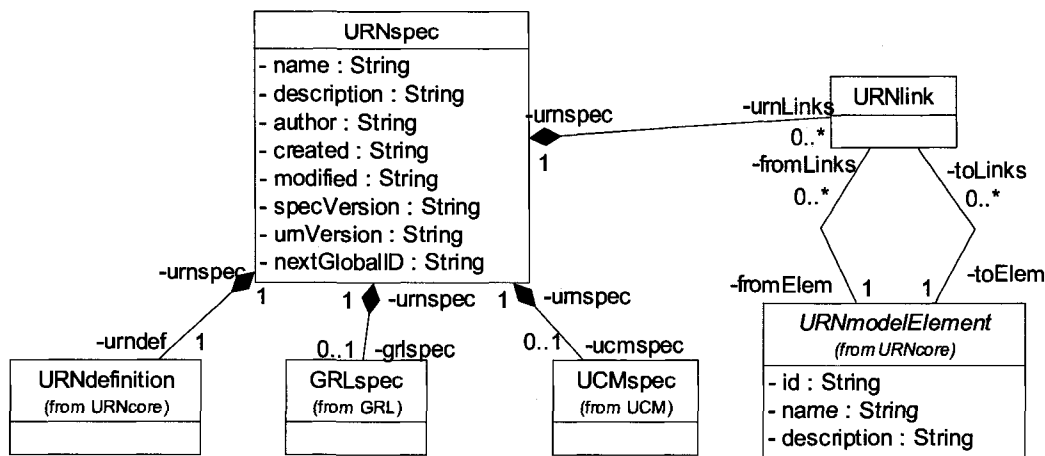 URNspec
- name : String
- description : String
- author : String
- created : String
- modified : String
- specVersion : String
- urnVersion : String
- nextGlobalID : String
-urnspec
1
-urnLinks
0..*
URNlink
-fromLinks
0..*
-toLinks
0..*
-fromElem
1
1
-toElem
URNmodelElement
(from URNcore)
- id : String
- name : String
- description : String
-urnspec
1
-urndef
1
URNdefinition
(from URNcore)
1
-urnspec
0..1
-grlspec
GRLspec
(from GRL)
1
-urnspec
0..1
-ucmspec
UCMspec
(from UCM)